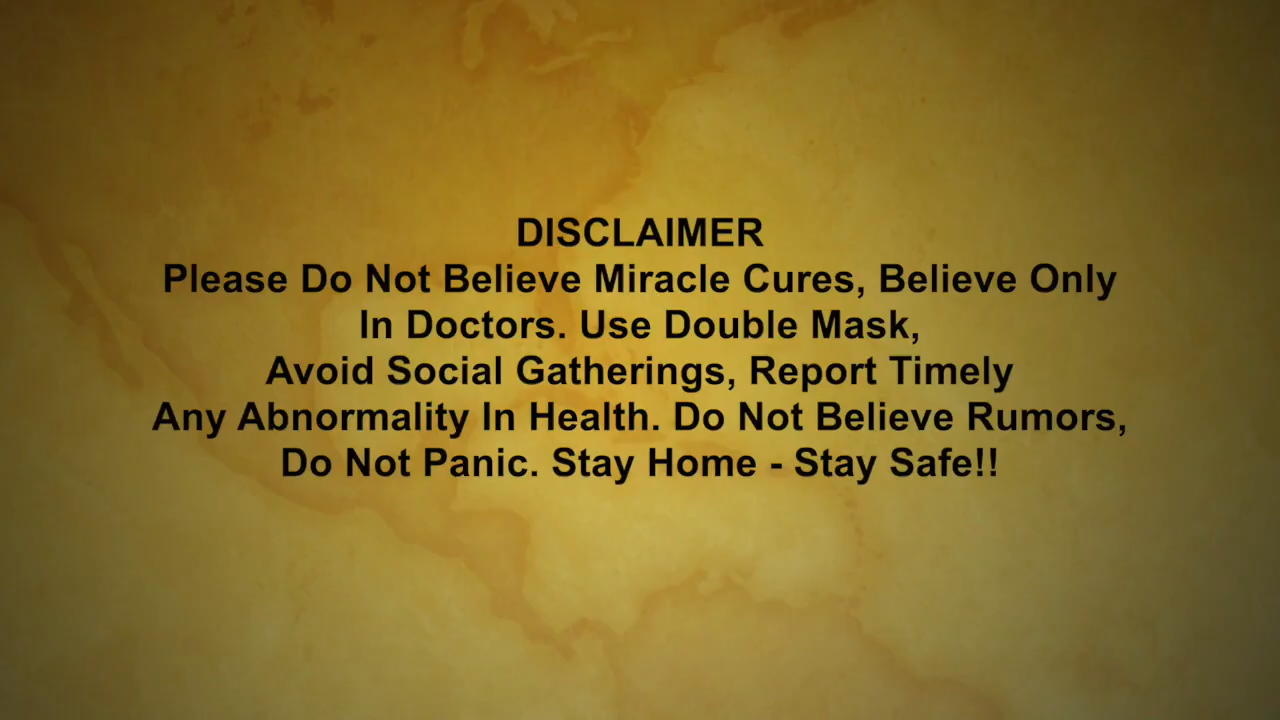 DISCLAIMER
Please Do Not Believe Miracle Cures, Believe Only
In Doctors. Use Double Mask,
Avoid Social Gatherings, Report Timely
Any Abnormality In Health. Do Not Believe Rumors,
Do Not Panic. Stay Home - Stay Safe!!